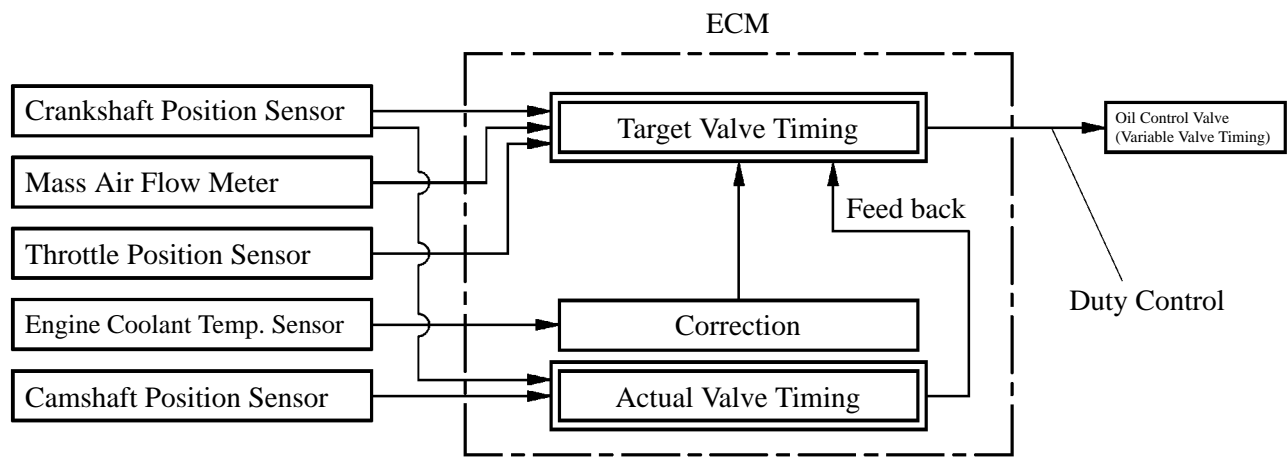 ECM
Crankshaft Position Sensor
Mass Air Flow Meter
Throttle Position Sensor
Engine Coolant Temp. Sensor
Camshaft Position Sensor
Target Valve Timing
Feed back
Correction
Actual Valve Timing
Oil Control Valve
(Variable Valve Timing)
Duty Control